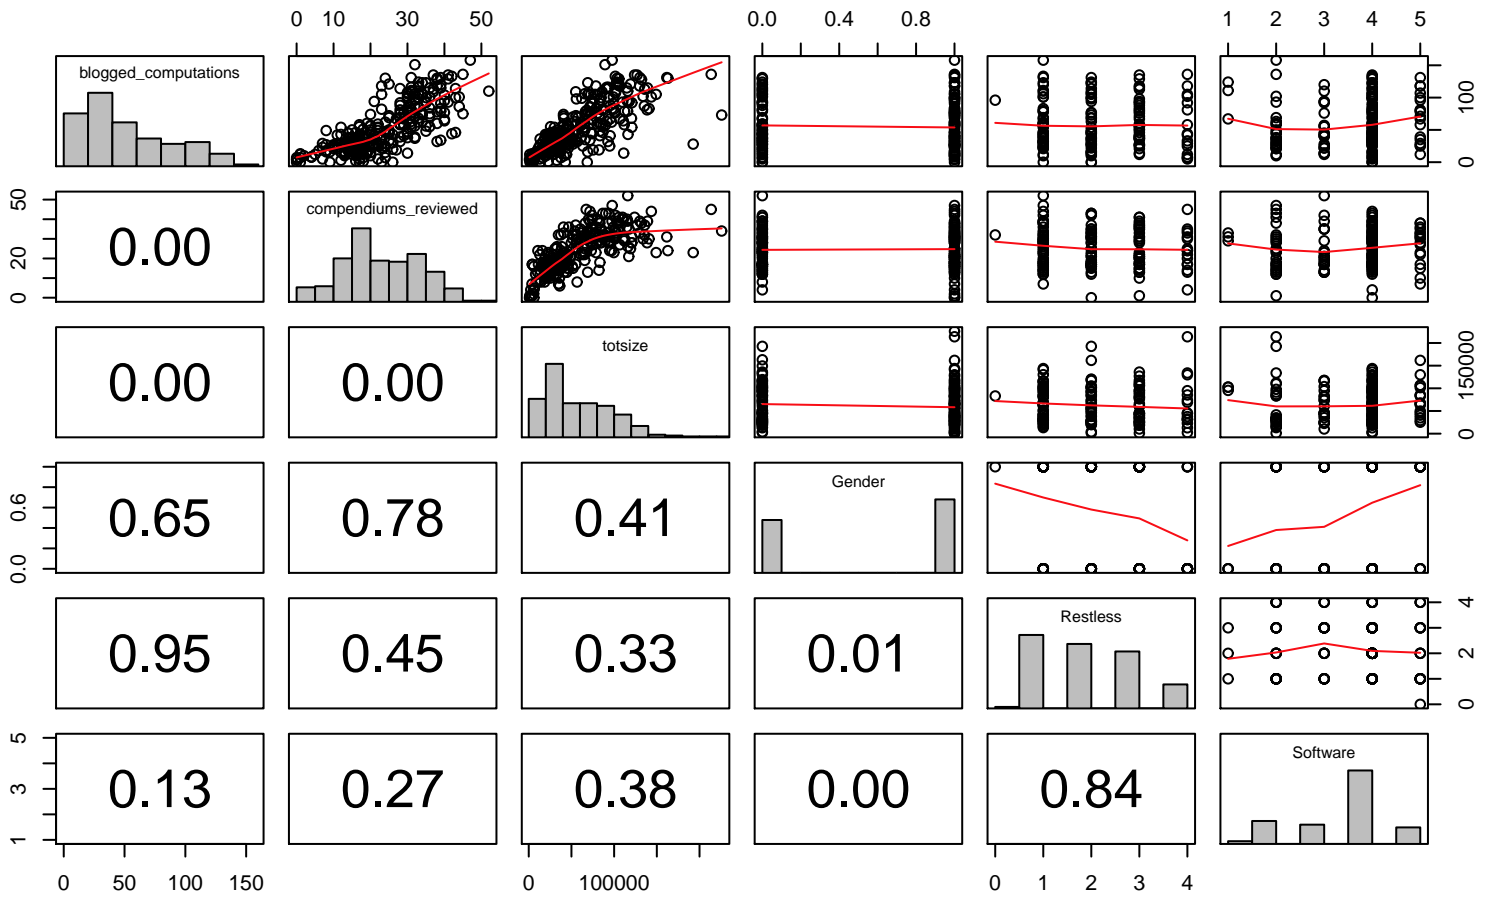 0 10 30 50 0.0 0.4 0.8 1 2 3 4 5
blogged_computations
0 100
0 20 50
0.00
compendiums_reviewed
0.00
0.00
totsize
0 150000
0.0 0.6
0.65
0.78
0.41
Gender
0.95
0.45
0.33
0.01
Restless
0 2 4
1 3 5
0.13
0.27
0.38
0.00
0.84
Software
0 50 100 150 0 100000 0 1 2 3 4